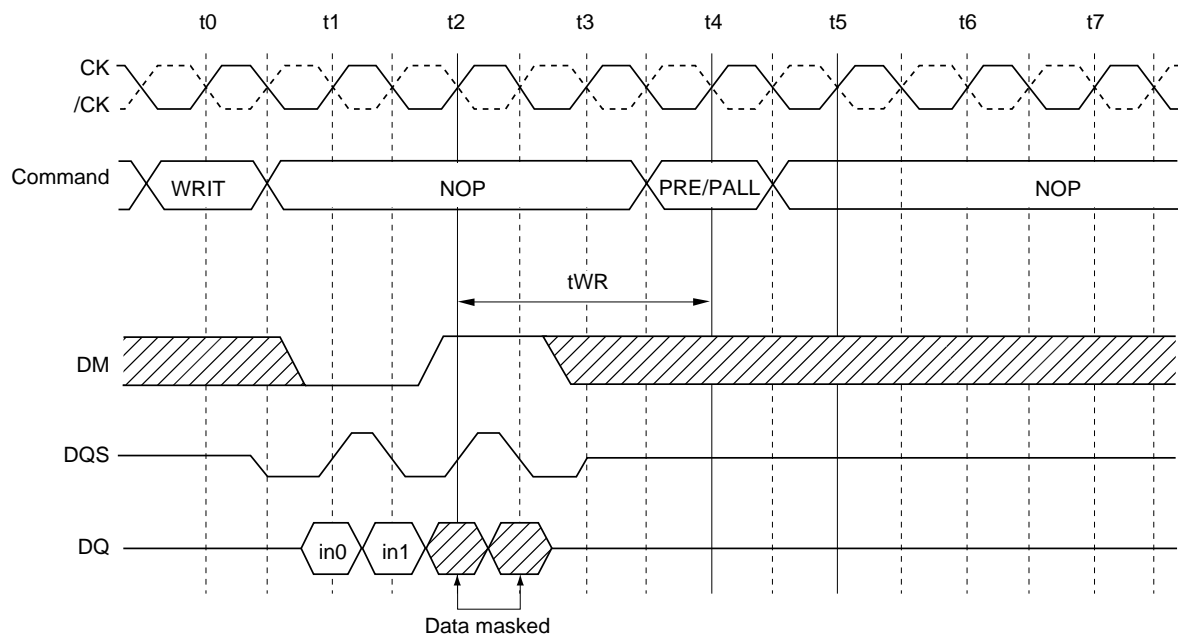 t0 t1 t2 t3 t4 t5 t6 t7
CK
/CK
Command WRIT NOP PRE/PALL NOP
tWR
DM
DQS
DQ in0 in1
Data masked